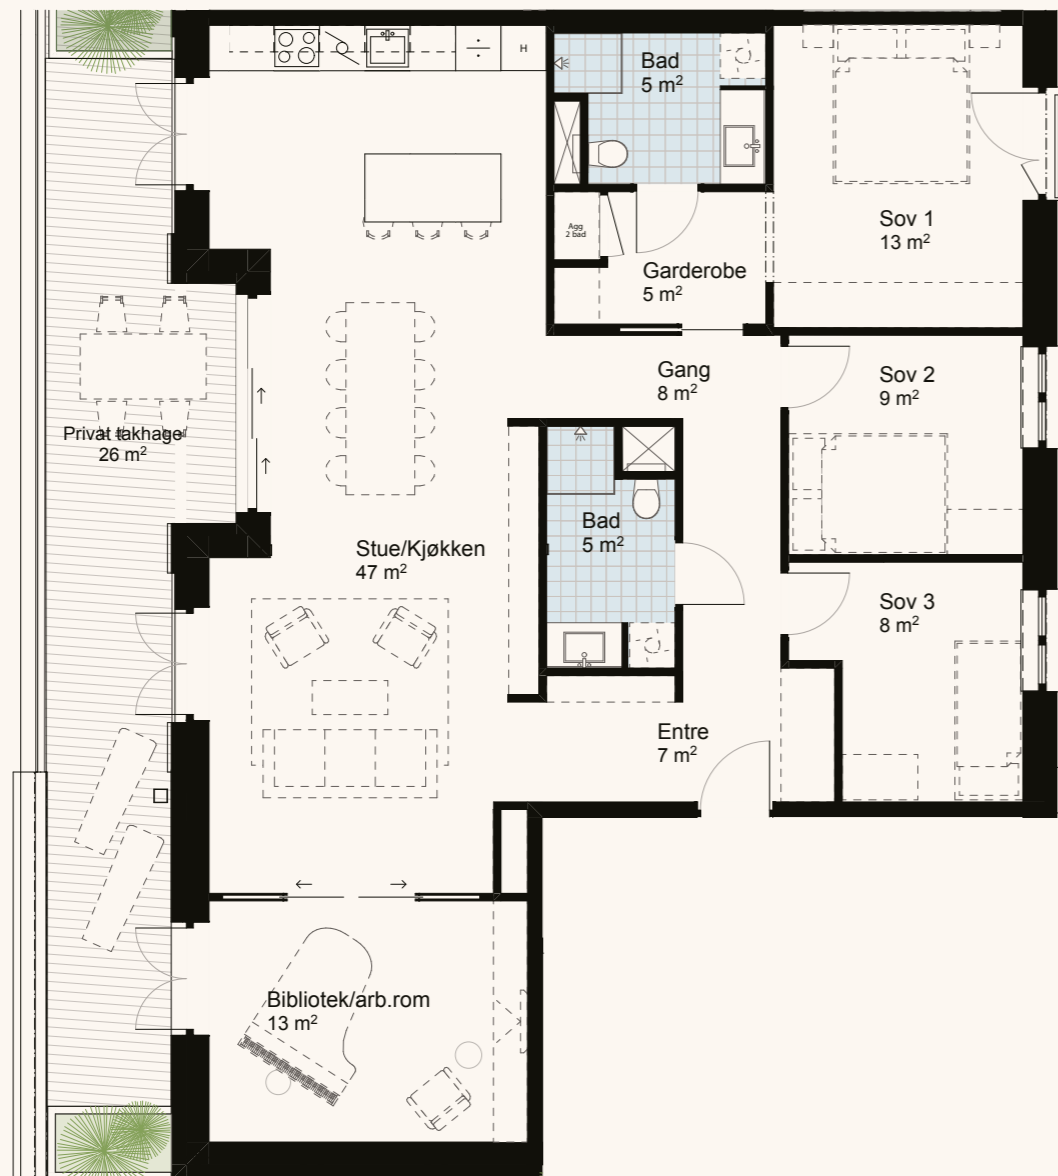 H
Bad
5 m²
Sov 1
13 m²
Agg
2 bad
Garderobe
5 m²
Gang
8 m²
Sov 2
9 m²
Privat takhage
26 m²
Bad
5 m²
Stue/Kjøkken
47 m²
Sov 3
8 m²
Entre
7 m²
Bibliotek/arb.rom
13 m²